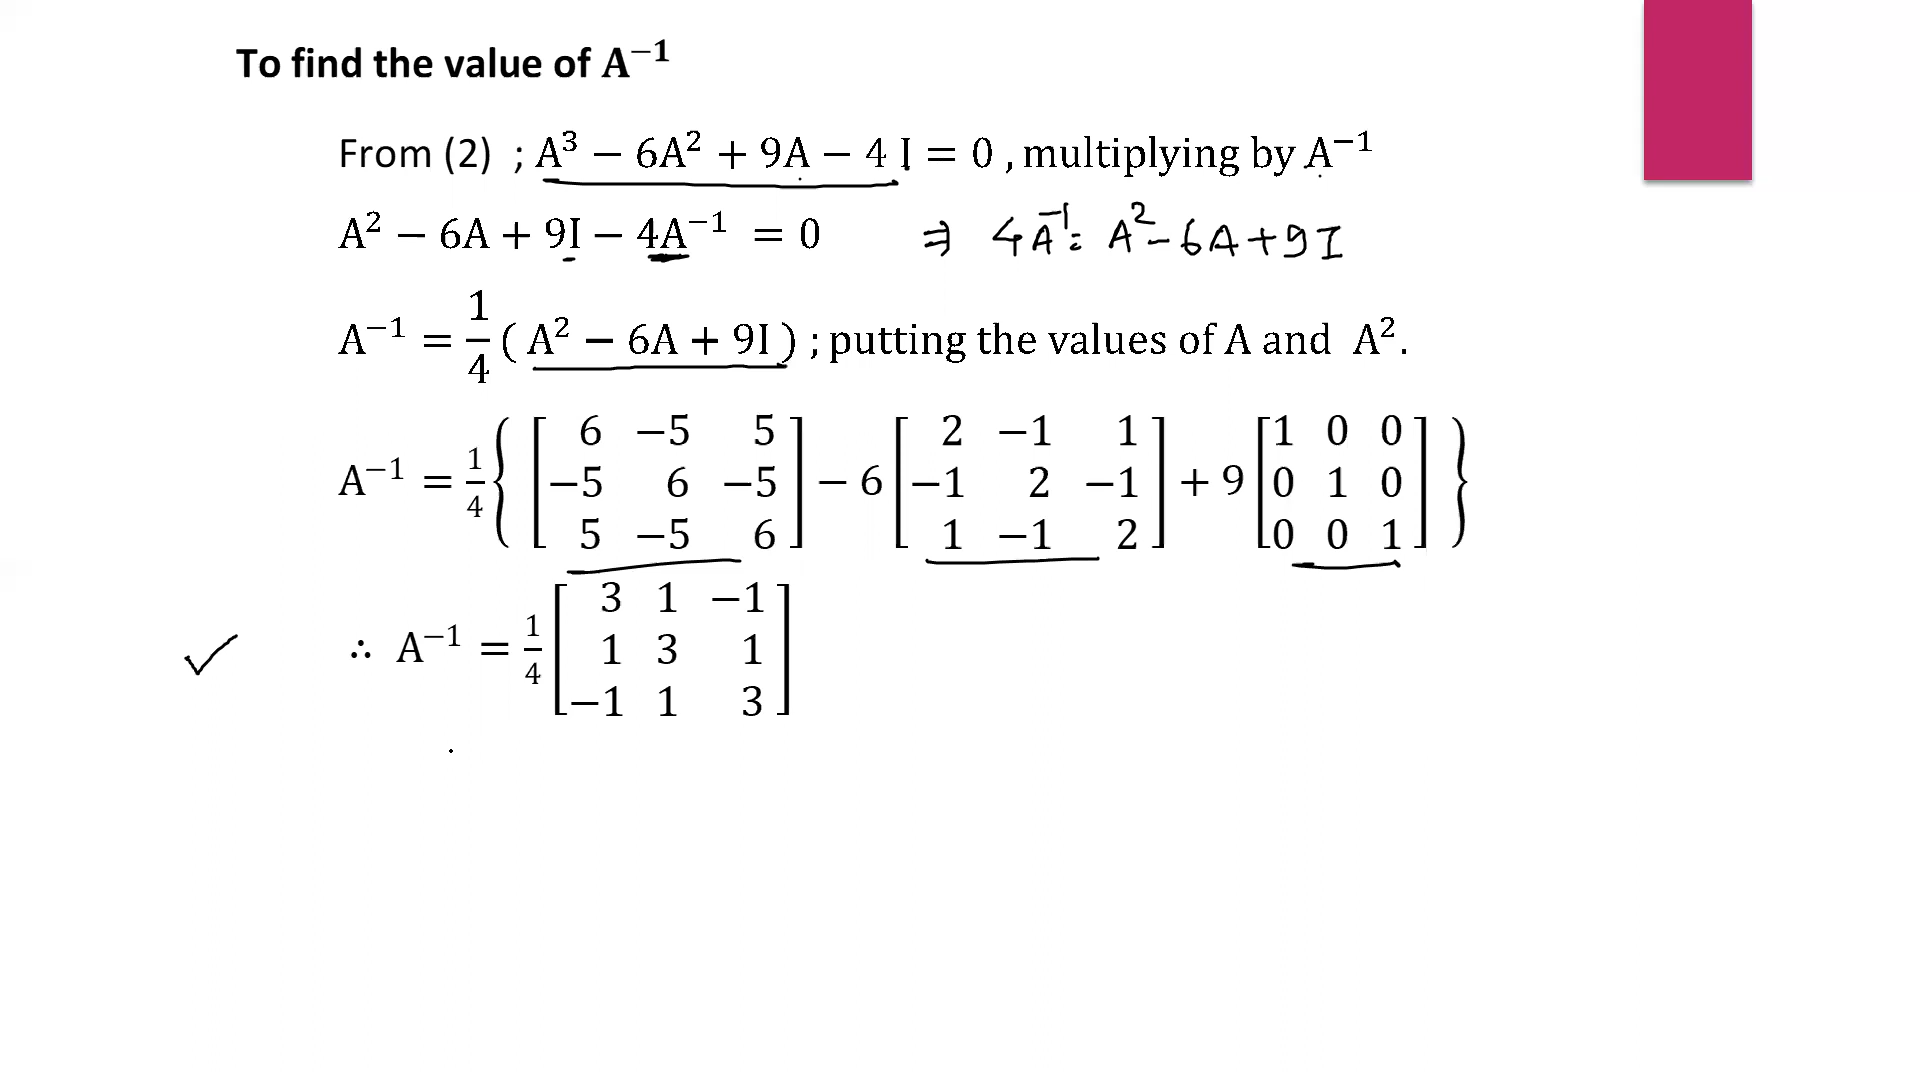 To find the value of A⁻¹
From (2) ; A³ − 6A² + 9A − 4 I = 0 , multiplying by A⁻¹
A² − 6A + 9I − 4A⁻¹ = 0 ⇒ 4A⁻¹ = A² − 6A + 9I
A⁻¹ = 1/4 ( A² − 6A + 9I ) ; putting the values of A and A².
A⁻¹ = 1/4 { [ 6 −5 5 ; −5 6 −5 ; 5 −5 6 ] − 6 [ 2 −1 1 ; −1 2 −1 ; 1 −1 2 ] + 9 [ 1 0 0 ; 0 1 0 ; 0 0 1 ] }
∴ A⁻¹ = 1/4 [ 3 1 −1 ; 1 3 1 ; −1 1 3 ]